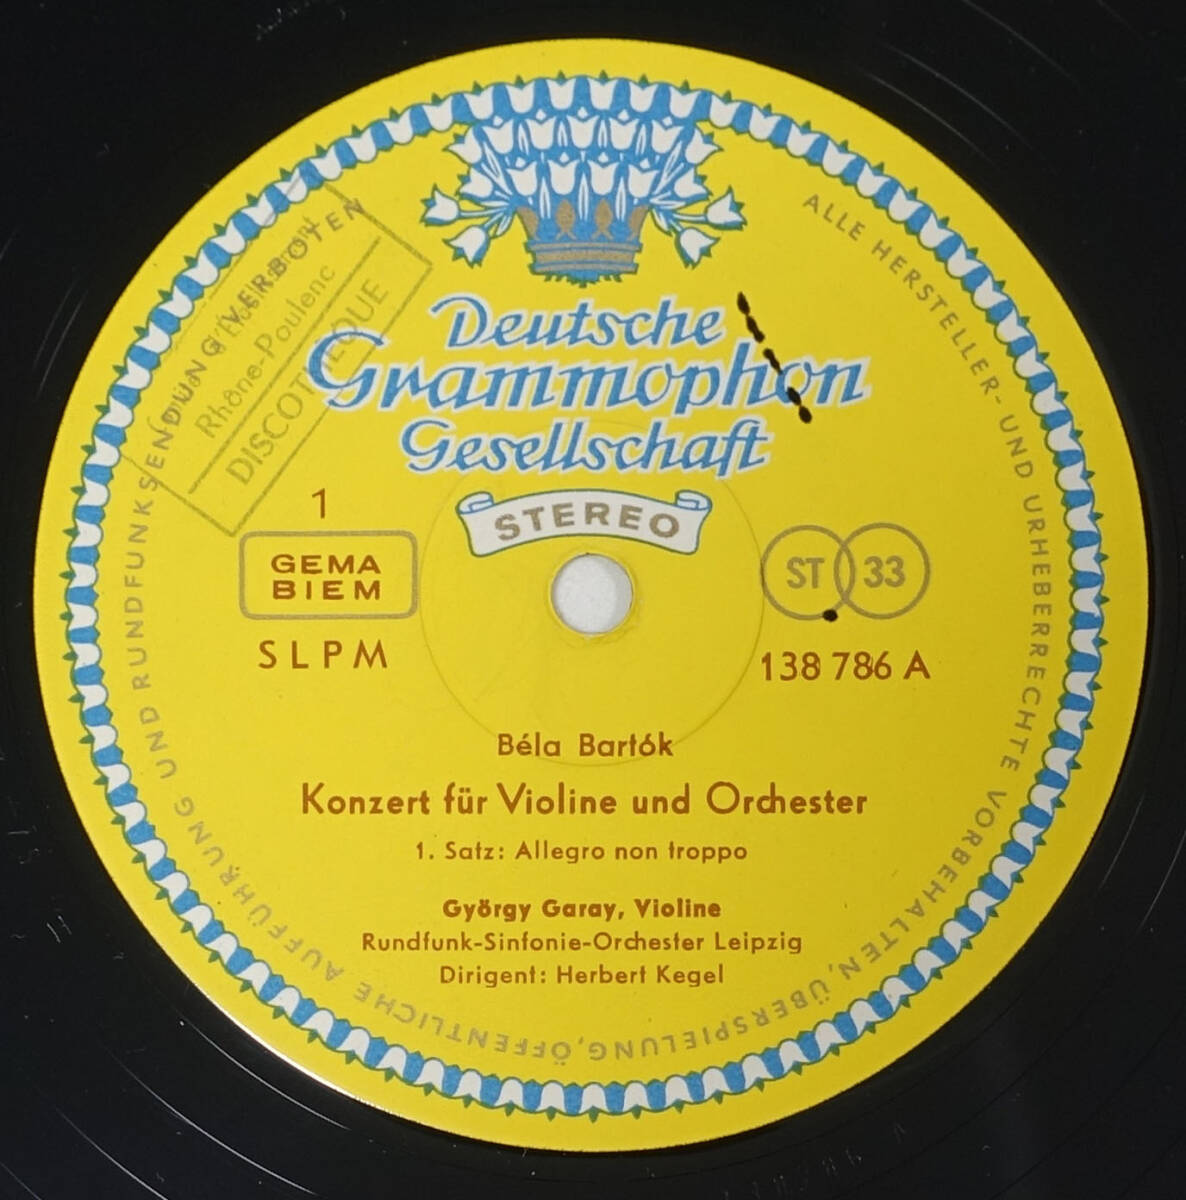 Deutsche
Grammophon
Gesellschaft
STEREO
1
GEMA
BIEM
SLPM
ST 33
138 786 A
Béla Bartók
Konzert für Violine und Orchester
1. Satz: Allegro non troppo
György Garay, Violine
Rundfunk-Sinfonie-Orchester Leipzig
Dirigent: Herbert Kegel
ALLE HERSTELLER- UND URHEBERRECHTE VORBEHALTEN, ÜBERSPIELUNG, ÖFFENTLICHE AUFFÜHRUNG UND RUNDFUNKSENDUNG VERBOTEN
Rhône-Poulenc
DISCOTHEQUE